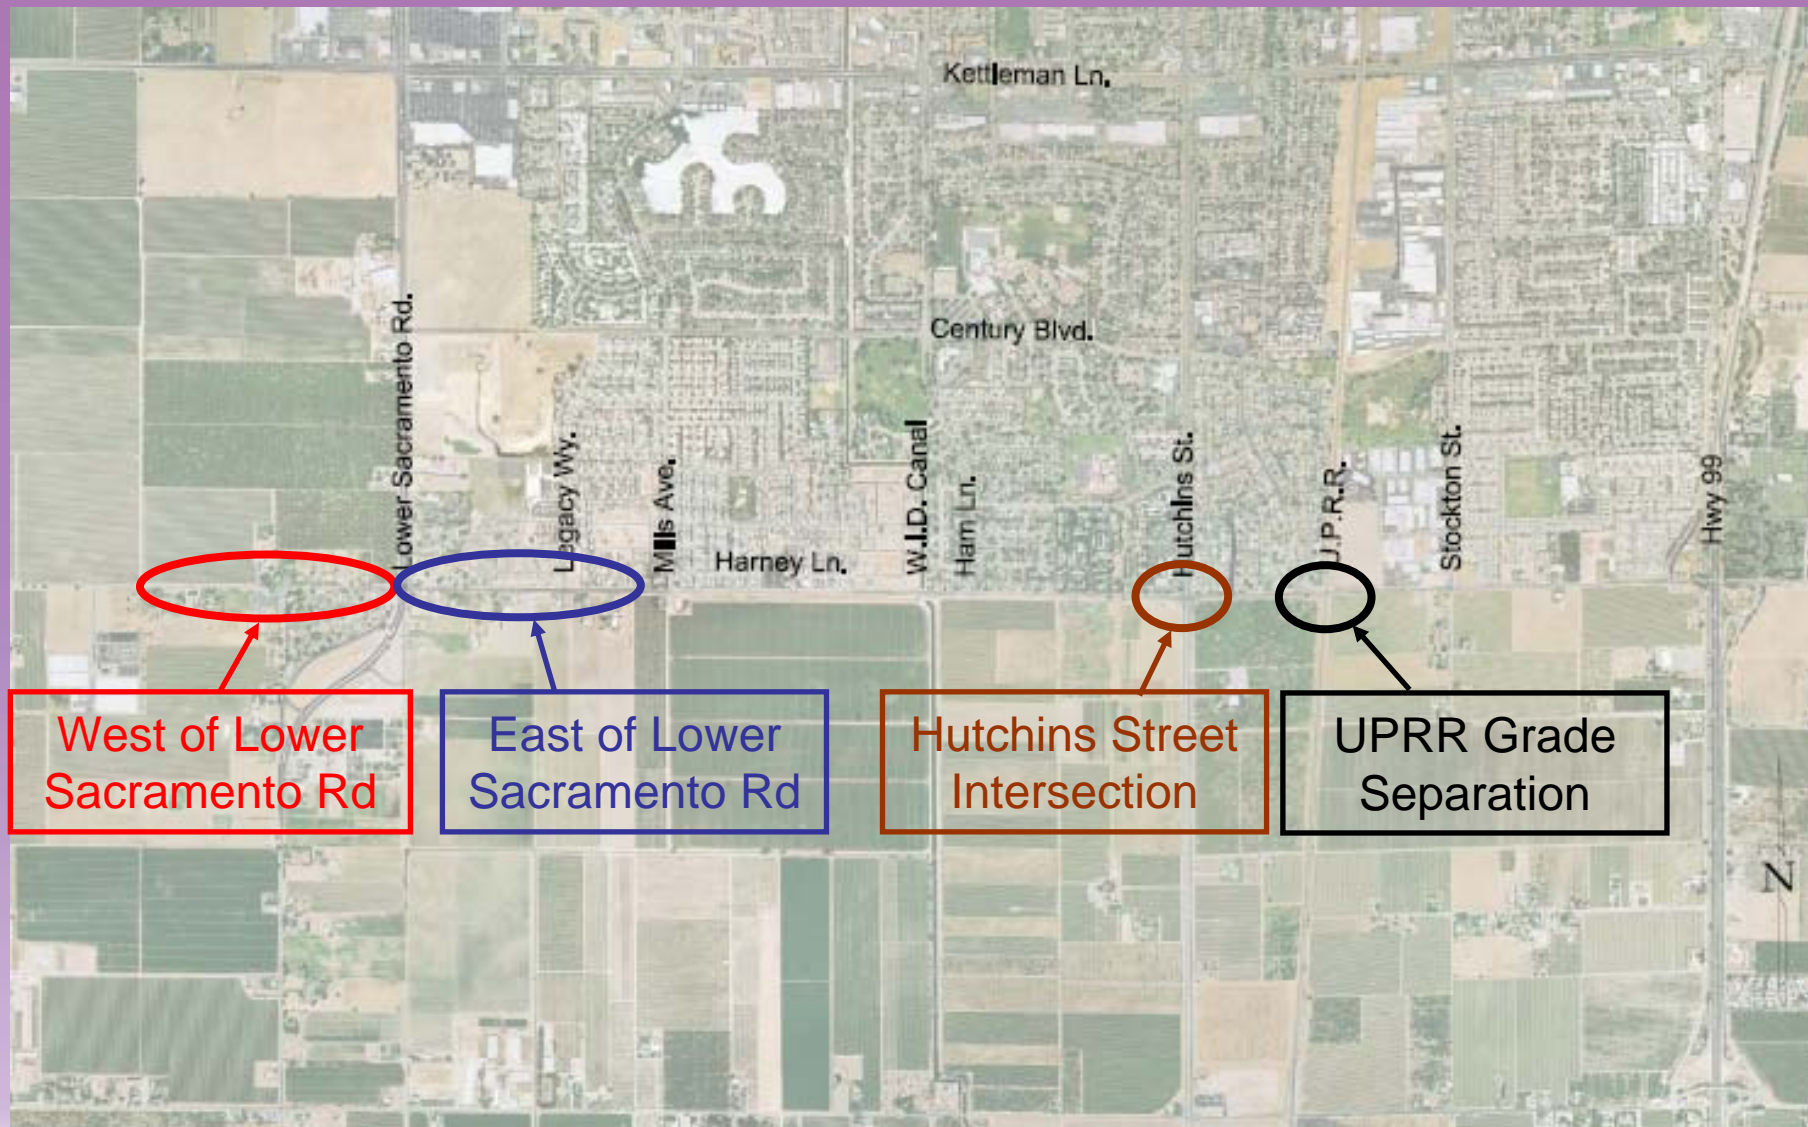 Kettleman Ln.
Century Blvd.
Lower Sacramento Rd.
Legacy Wy.
Mills Ave.
Harney Ln.
W.I.D. Canal
Ham Ln.
Hutchins St.
U.P.R.R.
Stockton St.
Hwy 99
West of Lower
Sacramento Rd
East of Lower
Sacramento Rd
Hutchins Street
Intersection
UPRR Grade
Separation
N